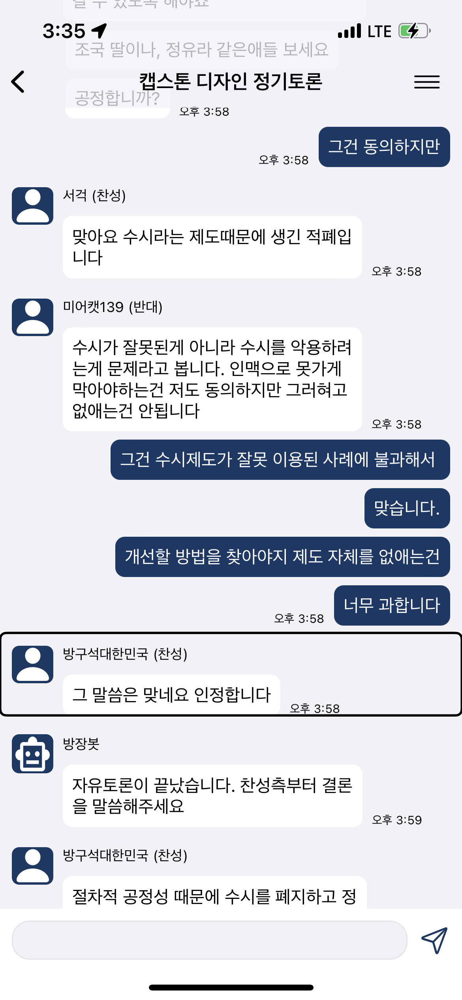 갈 수 있도록 해야죠
3:35
LTE
조국 딸이나, 정유라 같은애들 보세요
캡스톤 디자인 정기토론
공정합니까?
오후 3:58
그건 동의하지만
오후 3:58
서걱 (찬성)
맞아요 수시라는 제도때문에 생긴 적폐입
니다
오후 3:58
미어캣139 (반대)
수시가 잘못된게 아니라 수시를 악용하려
는게 문제라고 봅니다. 인맥으로 못가게
막아야하는건 저도 동의하지만 그러혀고
없애는건 안됩니다
오후 3:58
그건 수시제도가 잘못 이용된 사례에 불과해서
맞습니다.
개선할 방법을 찾아야지 제도 자체를 없애는건
너무 과합니다
오후 3:58
방구석대한민국 (찬성)
그 말씀은 맞네요 인정합니다
오후 3:58
방장봇
자유토론이 끝났습니다. 찬성측부터 결론
을 말씀해주세요
오후 3:59
방구석대한민국 (찬성)
절차적 공정성 때문에 수시를 폐지하고 정